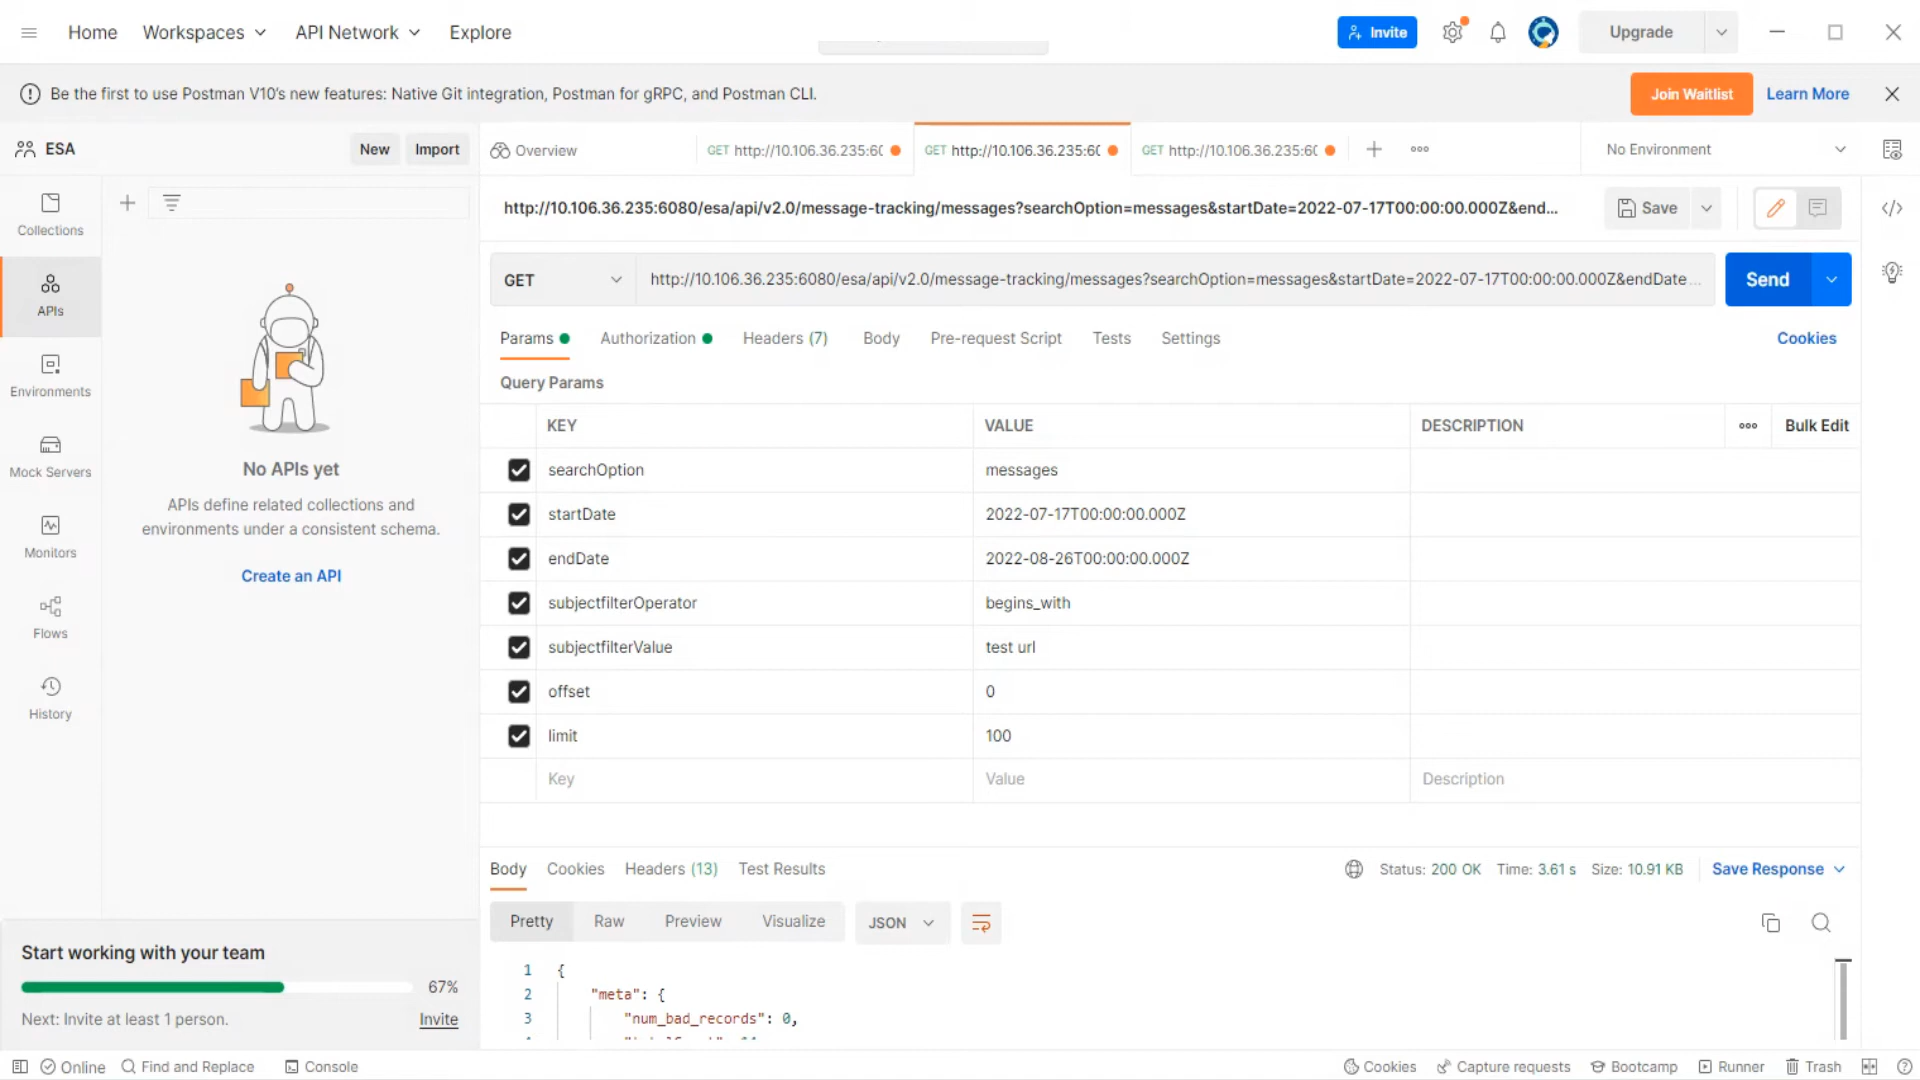 Home Workspaces API Network Explore Invite Upgrade
Be the first to use Postman V10's new features: Native Git integration, Postman for gRPC, and Postman CLI. Join Waitlist Learn More
ESA New Import Overview GET http://10.106.36.235:60 GET http://10.106.36.235:60 GET http://10.106.36.235:60 No Environment
Collections
http://10.106.36.235:6080/esa/api/v2.0/message-tracking/messages?searchOption=messages&startDate=2022-07-17T00:00:00.000Z&end... Save
GET http://10.106.36.235:6080/esa/api/v2.0/message-tracking/messages?searchOption=messages&startDate=2022-07-17T00:00:00.000Z&endDate... Send
APIs
Params Authorization Headers (7) Body Pre-request Script Tests Settings Cookies
Environments
Query Params
KEY VALUE DESCRIPTION Bulk Edit
Mock Servers
No APIs yet
searchOption messages
APIs define related collections and
environments under a consistent schema.
startDate 2022-07-17T00:00:00.000Z
Monitors
endDate 2022-08-26T00:00:00.000Z
Create an API
subjectfilterOperator begins_with
Flows
subjectfilterValue test url
offset 0
History
limit 100
Key Value Description
Body Cookies Headers (13) Test Results Status: 200 OK Time: 3.61 s Size: 10.91 KB Save Response
Pretty Raw Preview Visualize JSON
Start working with your team
67%
Next: Invite at least 1 person. Invite
1 {
2 "meta": {
3 "num_bad_records": 0,
Online Find and Replace Console Cookies Capture requests Bootcamp Runner Trash